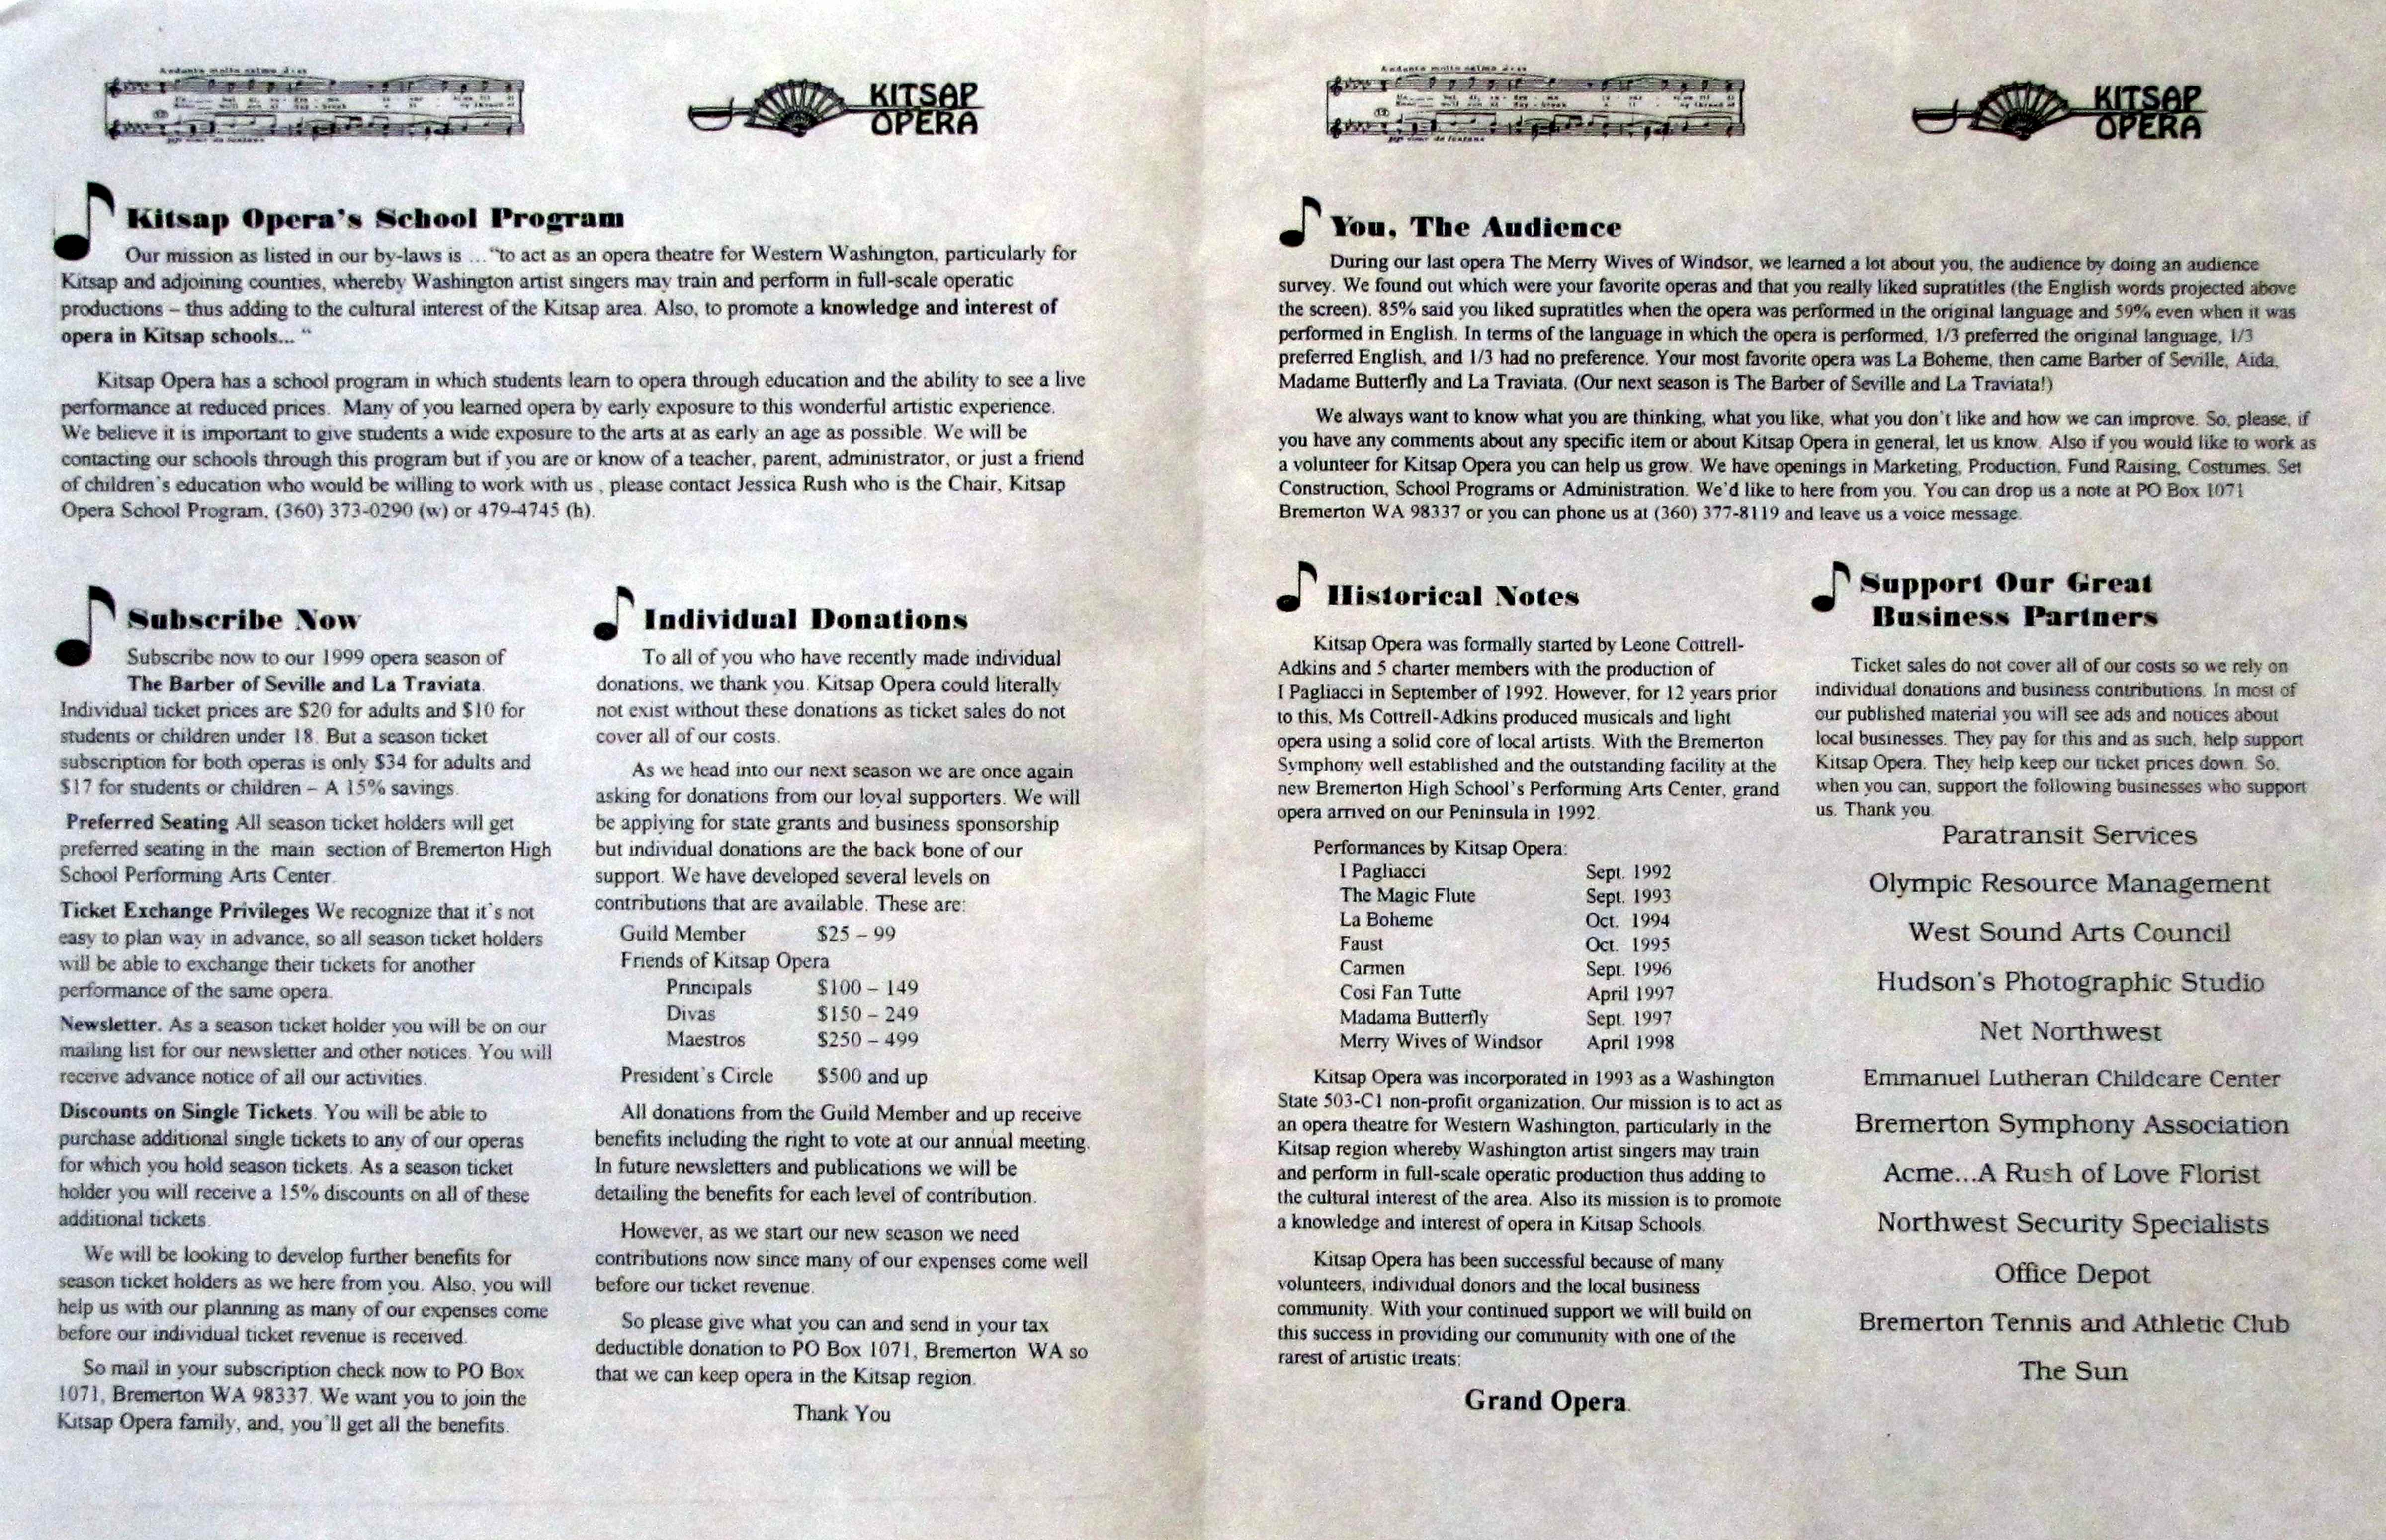 KITSAP
OPERA
Kitsap Opera's School Program
Our mission as listed in our by-laws is ... "to act as an opera theatre for Western Washington, particularly for
Kitsap and adjoining counties, whereby Washington artist singers may train and perform in full-scale operatic
productions – thus adding to the cultural interest of the Kitsap area. Also, to promote a knowledge and interest of
opera in Kitsap schools... "
Kitsap Opera has a school program in which students learn to opera through education and the ability to see a live
performance at reduced prices. Many of you learned opera by early exposure to this wonderful artistic experience.
We believe it is important to give students a wide exposure to the arts at as early an age as possible. We will be
contacting our schools through this program but if you are or know of a teacher, parent, administrator, or just a friend
of children's education who would be willing to work with us , please contact Jessica Rush who is the Chair, Kitsap
Opera School Program, (360) 373-0290 (w) or 479-4745 (h).
Subscribe Now
Subscribe now to our 1999 opera season of
The Barber of Seville and La Traviata.
Individual ticket prices are $20 for adults and $10 for
students or children under 18. But a season ticket
subscription for both operas is only $34 for adults and
$17 for students or children – A 15% savings.
Preferred Seating All season ticket holders will get
preferred seating in the main section of Bremerton High
School Performing Arts Center.
Ticket Exchange Privileges We recognize that it's not
easy to plan way in advance, so all season ticket holders
will be able to exchange their tickets for another
performance of the same opera.
Newsletter. As a season ticket holder you will be on our
mailing list for our newsletter and other notices. You will
receive advance notice of all our activities.
Discounts on Single Tickets. You will be able to
purchase additional single tickets to any of our operas
for which you hold season tickets. As a season ticket
holder you will receive a 15% discounts on all of these
additional tickets.
We will be looking to develop further benefits for
season ticket holders as we here from you. Also, you will
help us with our planning as many of our expenses come
before our individual ticket revenue is received.
So mail in your subscription check now to PO Box
1071, Bremerton WA 98337. We want you to join the
Kitsap Opera family, and, you'll get all the benefits.
Individual Donations
To all of you who have recently made individual
donations, we thank you. Kitsap Opera could literally
not exist without these donations as ticket sales do not
cover all of our costs.
As we head into our next season we are once again
asking for donations from our loyal supporters. We will
be applying for state grants and business sponsorship
but individual donations are the back bone of our
support. We have developed several levels on
contributions that are available. These are:
Guild Member $25 – 99
Friends of Kitsap Opera
Principals $100 – 149
Divas $150 – 249
Maestros $250 – 499
President's Circle $500 and up
All donations from the Guild Member and up receive
benefits including the right to vote at our annual meeting.
In future newsletters and publications we will be
detailing the benefits for each level of contribution.
However, as we start our new season we need
contributions now since many of our expenses come well
before our ticket revenue.
So please give what you can and send in your tax
deductible donation to PO Box 1071, Bremerton WA so
that we can keep opera in the Kitsap region.
Thank You
KITSAP
OPERA
You, The Audience
During our last opera The Merry Wives of Windsor, we learned a lot about you, the audience by doing an audience
survey. We found out which were your favorite operas and that you really liked supratitles (the English words projected above
the screen). 85% said you liked supratitles when the opera was performed in the original language and 59% even when it was
performed in English. In terms of the language in which the opera is performed, 1/3 preferred the original language, 1/3
preferred English, and 1/3 had no preference. Your most favorite opera was La Boheme, then came Barber of Seville, Aida,
Madame Butterfly and La Traviata. (Our next season is The Barber of Seville and La Traviata!)
We always want to know what you are thinking, what you like, what you don't like and how we can improve. So, please, if
you have any comments about any specific item or about Kitsap Opera in general, let us know. Also if you would like to work as
a volunteer for Kitsap Opera you can help us grow. We have openings in Marketing, Production, Fund Raising, Costumes, Set
Construction, School Programs or Administration. We'd like to here from you. You can drop us a note at PO Box 1071
Bremerton WA 98337 or you can phone us at (360) 377-8119 and leave us a voice message.
Historical Notes
Kitsap Opera was formally started by Leone Cottrell-
Adkins and 5 charter members with the production of
I Pagliacci in September of 1992. However, for 12 years prior
to this, Ms Cottrell-Adkins produced musicals and light
opera using a solid core of local artists. With the Bremerton
Symphony well established and the outstanding facility at the
new Bremerton High School's Performing Arts Center, grand
opera arrived on our Peninsula in 1992.
Performances by Kitsap Opera:
I Pagliacci Sept. 1992
The Magic Flute Sept. 1993
La Boheme Oct. 1994
Faust Oct. 1995
Carmen Sept. 1996
Cosi Fan Tutte April 1997
Madama Butterfly Sept. 1997
Merry Wives of Windsor April 1998
Kitsap Opera was incorporated in 1993 as a Washington
State 503-C1 non-profit organization. Our mission is to act as
an opera theatre for Western Washington, particularly in the
Kitsap region whereby Washington artist singers may train
and perform in full-scale operatic production thus adding to
the cultural interest of the area. Also its mission is to promote
a knowledge and interest of opera in Kitsap Schools.
Kitsap Opera has been successful because of many
volunteers, individual donors and the local business
community. With your continued support we will build on
this success in providing our community with one of the
rarest of artistic treats:
Grand Opera.
Support Our Great
Business Partners
Ticket sales do not cover all of our costs so we rely on
individual donations and business contributions. In most of
our published material you will see ads and notices about
local businesses. They pay for this and as such, help support
Kitsap Opera. They help keep our ticket prices down. So,
when you can, support the following businesses who support
us. Thank you.
Paratransit Services
Olympic Resource Management
West Sound Arts Council
Hudson's Photographic Studio
Net Northwest
Emmanuel Lutheran Childcare Center
Bremerton Symphony Association
Acme...A Rush of Love Florist
Northwest Security Specialists
Office Depot
Bremerton Tennis and Athletic Club
The Sun